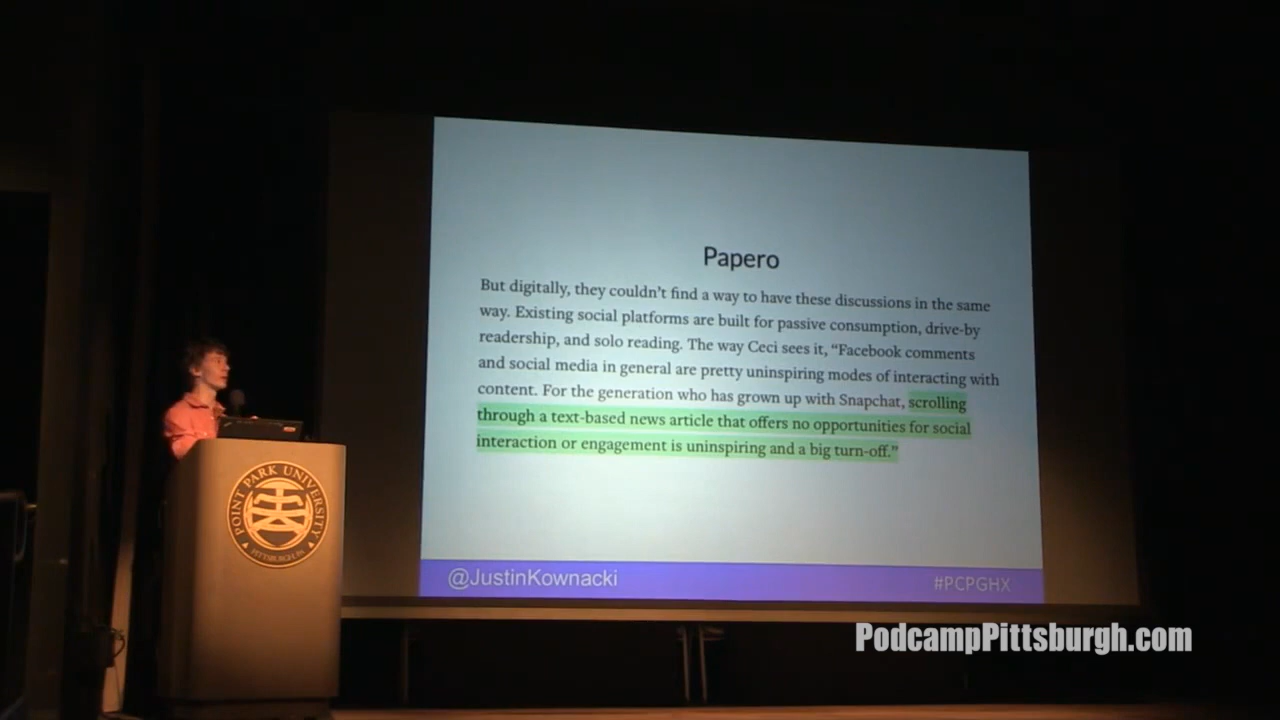 Papero
But digitally, they couldn't find a way to have these discussions in the same
way. Existing social platforms are built for passive consumption, drive-by
readership, and solo reading. The way Ceci sees it, “Facebook comments
and social media in general are pretty uninspiring modes of interacting with
content. For the generation who has grown up with Snapchat, scrolling
through a text-based news article that offers no opportunities for social
interaction or engagement is uninspiring and a big turn-off.”
@JustinKownacki
#PCPGHX
POINT PARK UNIVERSITY
PITTSBURGH, PA
PodcampPittsburgh.com